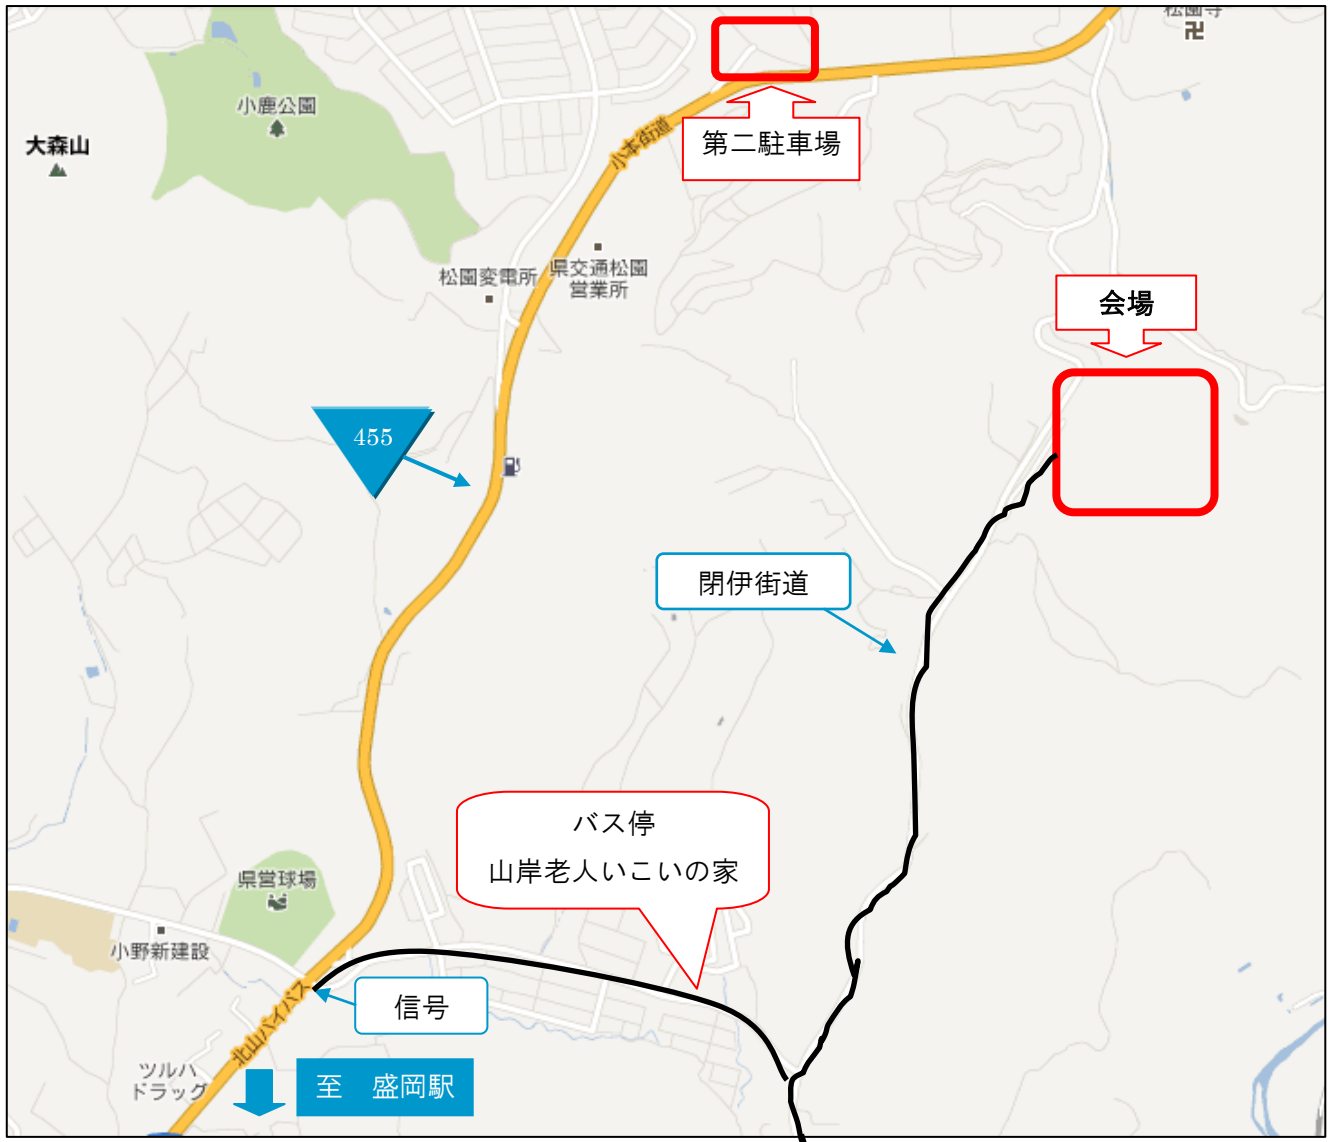 松園寺
小鹿公園
大森山
小本街道
第二駐車場
松園変電所
県交通松園
営業所
会場
455
閉伊街道
バス停
山岸老人いこいの家
県営球場
小野新建設
信号
北山バイパス
ツルハ
ドラッグ
至 盛岡駅